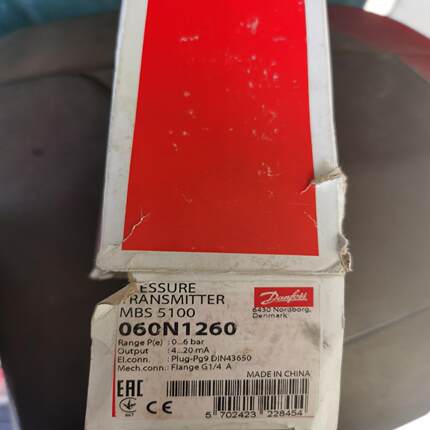 ESSURE
TRANSMITTER
MBS 5100
060N1260
Range P(e) : 0...6 bar
Output : 4...20 mA
El.conn. : Plug-Pg9 DIN43650
Mech.conn.: Flange G1/4 A
Danfoss
6430 Nordborg,
Denmark
MADE IN CHINA
EAC
CE
5 702423 228454